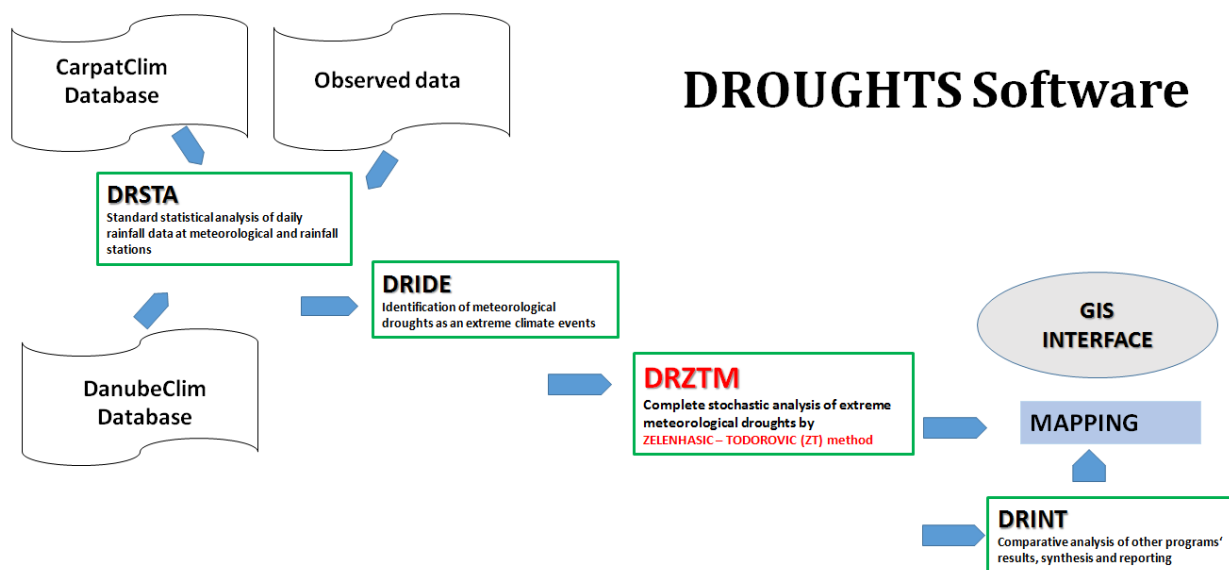 CarpatClim
Database
Observed data
DROUGHTS Software
DRSTA
Standard statistical analysis of daily
rainfall data at meteorological and rainfall
stations
DRIDE
Identification of meteorological
droughts as an extreme climate events
GIS
INTERFACE
DanubeClim
Database
DRZTM
Complete stochastic analysis of extreme
meteorological droughts by
ZELENHASIC – TODOROVIC (ZT) method
MAPPING
DRINT
Comparative analysis of other programs‘
results, synthesis and reporting